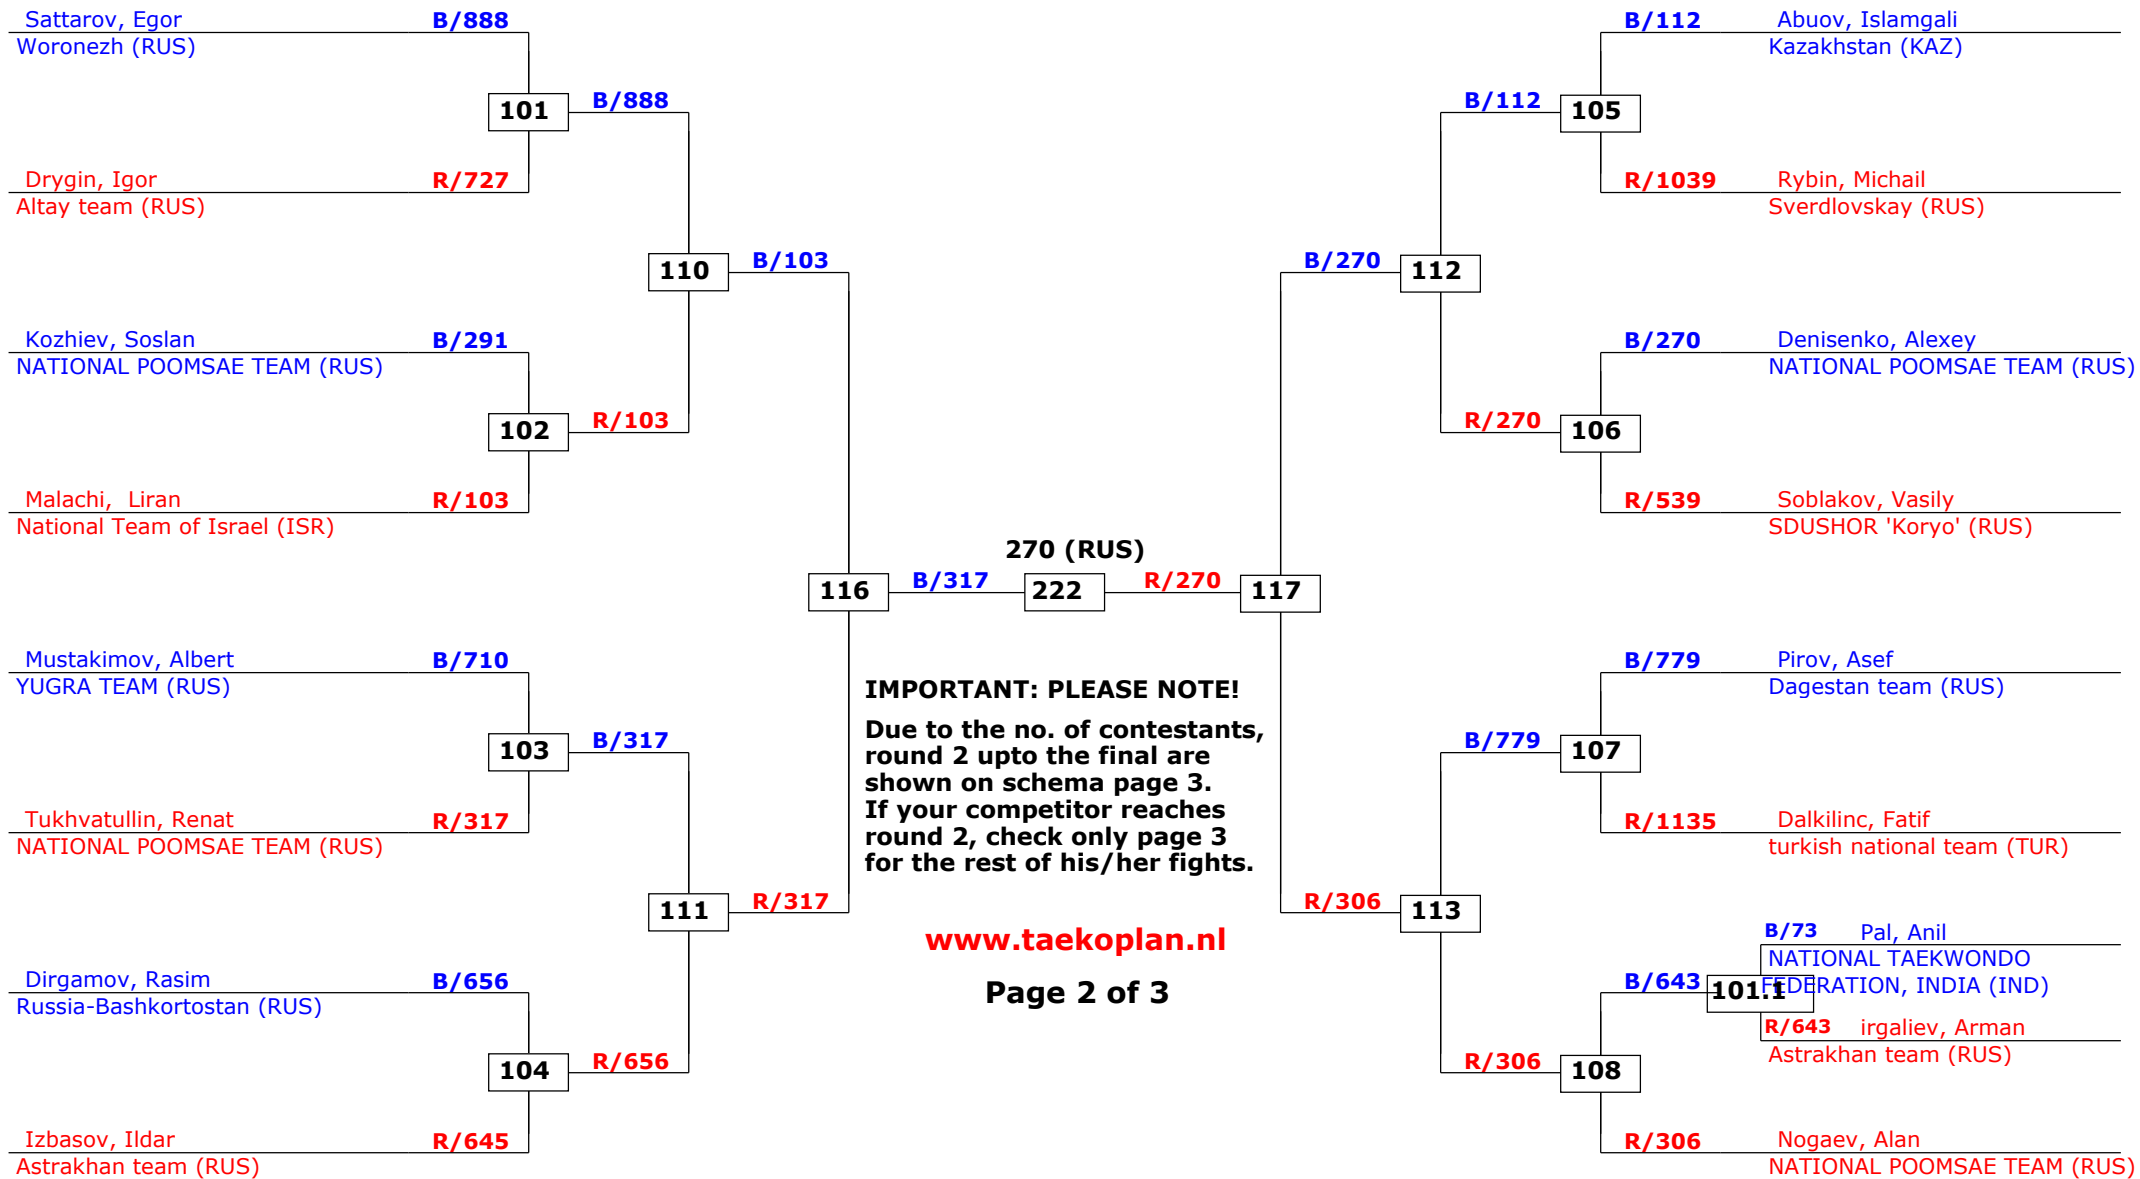 Sattarov, Egor B/888
Woronezh (RUS)
101 B/888
Drygin, Igor R/727
Altay team (RUS)
110 B/103
Kozhiev, Soslan B/291
NATIONAL POOMSAE TEAM (RUS)
102 R/103
Malachi, Liran R/103
National Team of Israel (ISR)
116 B/317
Mustakimov, Albert B/710
YUGRA TEAM (RUS)
103 B/317
Tukhvatullin, Renat R/317
NATIONAL POOMSAE TEAM (RUS)
111 R/317
Dirgamov, Rasim B/656
Russia-Bashkortostan (RUS)
104 R/656
Izbasov, Ildar R/645
Astrakhan team (RUS)
270 (RUS)
222
IMPORTANT: PLEASE NOTE!
Due to the no. of contestants,
round 2 upto the final are
shown on schema page 3.
If your competitor reaches
round 2, check only page 3
for the rest of his/her fights.
www.taekoplan.nl
Page 2 of 3
B/112 Abuov, Islamgali
Kazakhstan (KAZ)
B/112 105
R/1039 Rybin, Michail
Sverdlovskay (RUS)
B/270 112
B/270 Denisenko, Alexey
NATIONAL POOMSAE TEAM (RUS)
R/270 106
R/539 Soblakov, Vasily
SDUSHOR 'Koryo' (RUS)
R/270 117
B/779 Pirov, Asef
Dagestan team (RUS)
B/779 107
R/1135 Dalkilinc, Fatif
turkish national team (TUR)
R/306 113
B/73 Pal, Anil
NATIONAL TAEKWONDO
FEDERATION, INDIA (IND)
B/643 101.1
R/643 irgaliev, Arman
Astrakhan team (RUS)
R/306 108
R/306 Nogaev, Alan
NATIONAL POOMSAE TEAM (RUS)